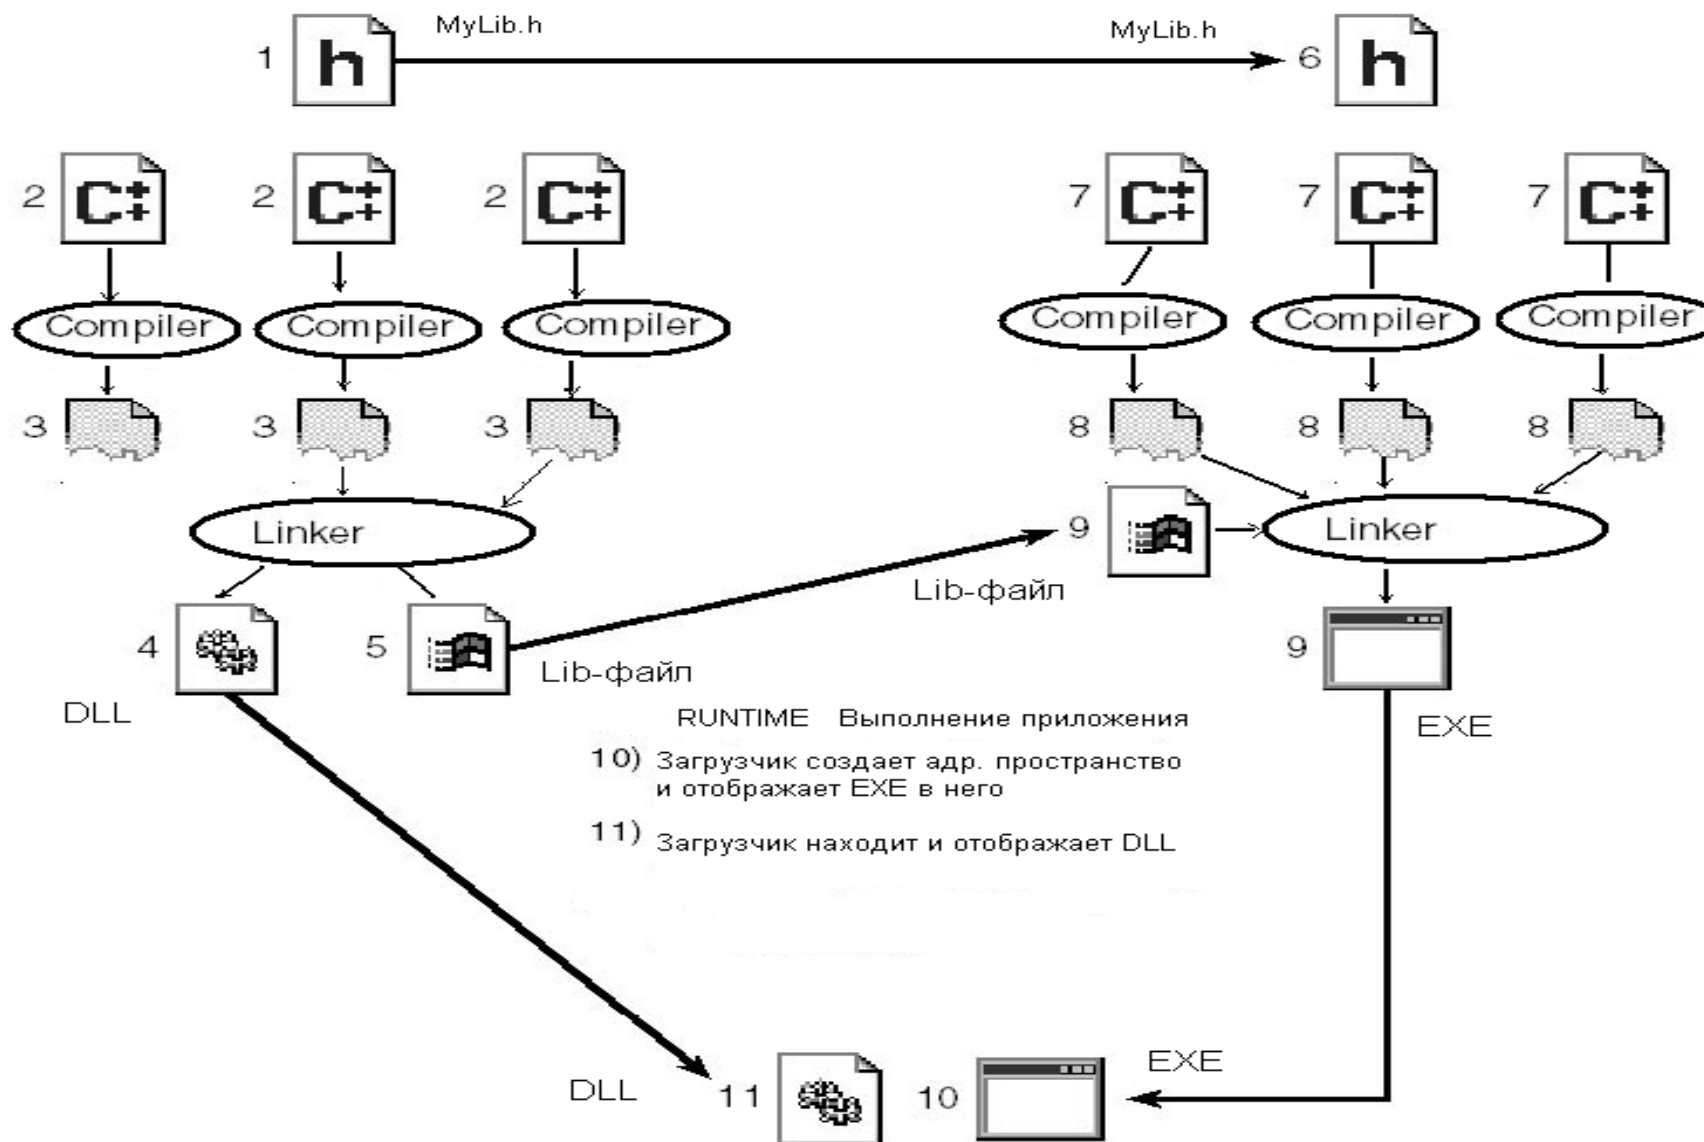 MyLib.h
MyLib.h
1
h
6
h
2
C++
2
C++
2
C++
7
C++
7
C++
7
C++
Compiler
Compiler
Compiler
Compiler
Compiler
Compiler
3
3
3
8
8
8
Linker
9
Linker
Lib-файл
4
5
9
Lib-файл
DLL
RUNTIME Выполнение приложения
EXE
10) Загрузчик создает адр. пространство
и отображает EXE в него
11) Загрузчик находит и отображает DLL
DLL
11
10
EXE